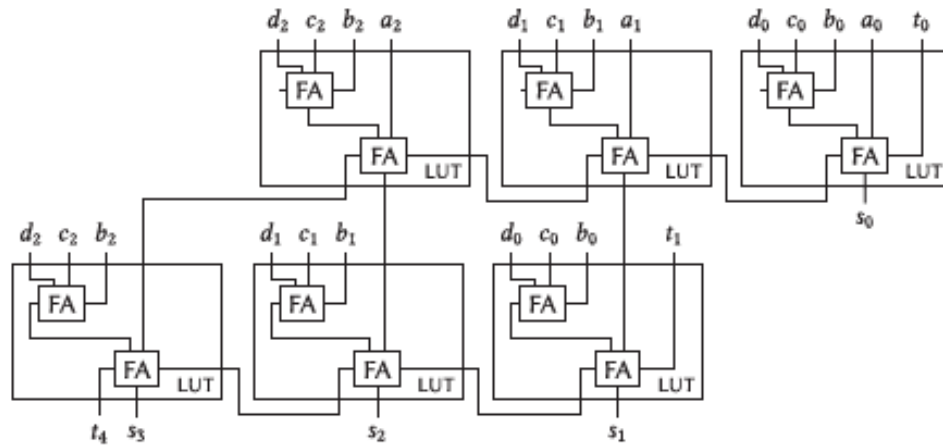 d₂ c₂ b₂ a₂ d₁ c₁ b₁ a₁ d₀ c₀ b₀ a₀ t₀
FA FA FA
FA FA FA
LUT LUT LUT
s₀
d₂ c₂ b₂ d₁ c₁ b₁ d₀ c₀ b₀ t₁
FA FA FA
FA FA FA
LUT LUT LUT
t₄ s₃ s₂ s₁